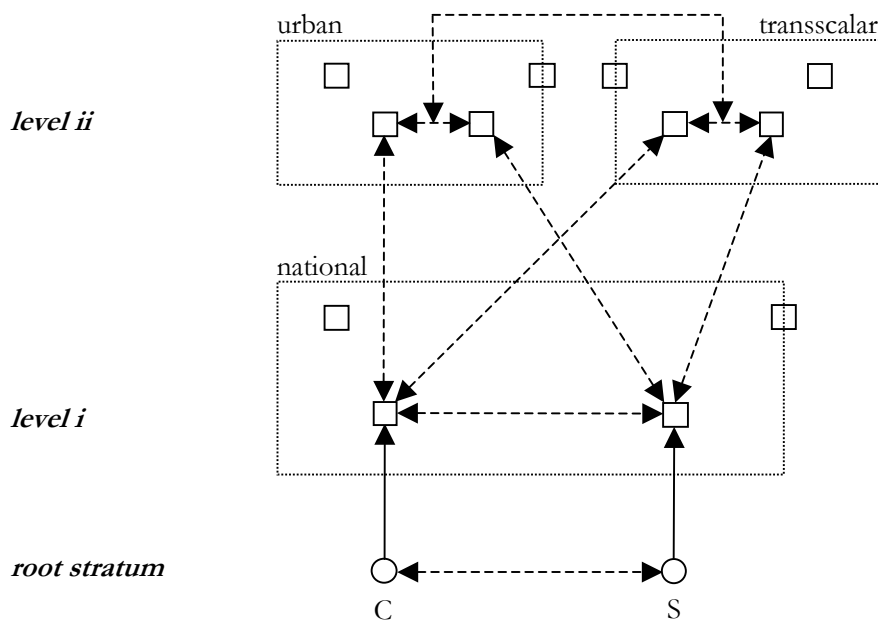 urban
transscalar
level ii
national
level i
root stratum
C
S